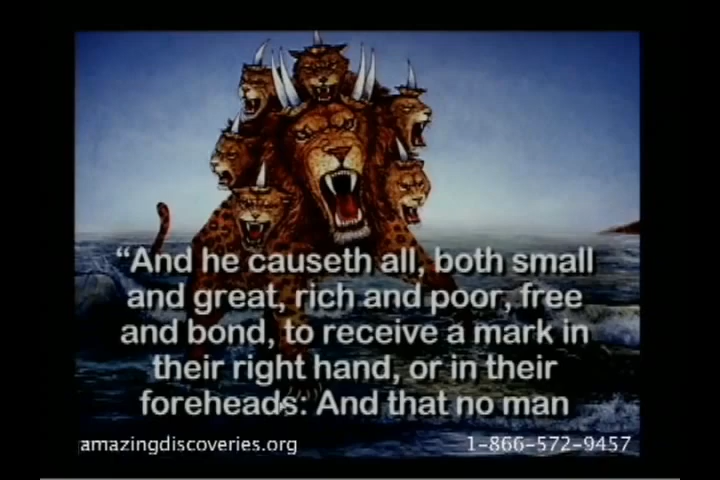 “And he causeth all, both small
and great, rich and poor, free
and bond, to receive a mark in
their right hand, or in their
foreheads: And that no man
amazingdiscoveries.org 1-866-572-9457